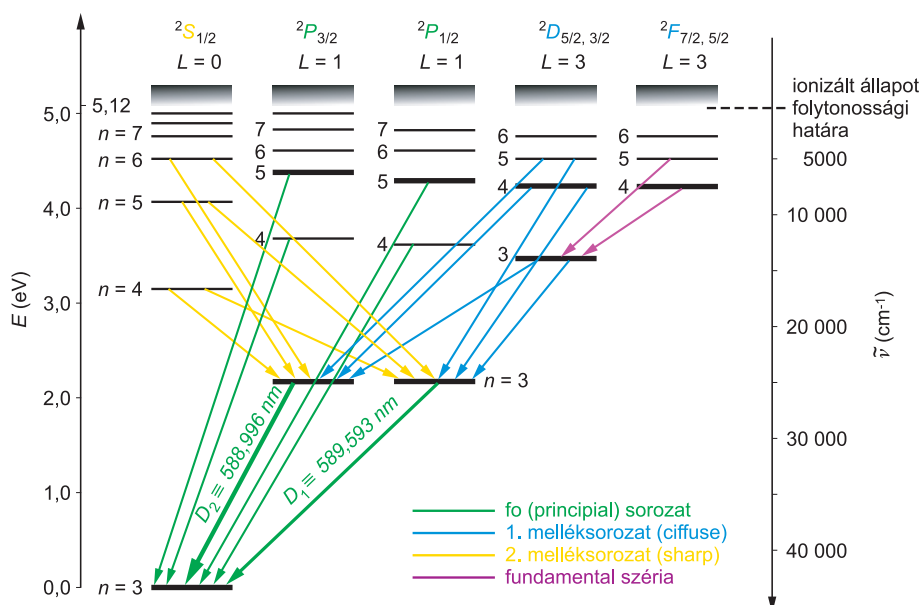 ²S₁/₂ ²P₃/₂ ²P₁/₂ ²D₅/₂, ₃/₂ ²F₇/₂, ₅/₂
L = 0 L = 1 L = 1 L = 3 L = 3
ionizált állapot
folytonossági
határa
5,12
5,0
4,0
3,0
2,0
1,0
0,0
E (eV)
n = 7
n = 6
n = 5
n = 4
n = 3
7
6
5
4
7
6
5
4
n = 3
6
5
4
3
6
5
4
5000
10 000
20 000
30 000
40 000
ν̃ (cm⁻¹)
D₂ ≡ 588,996 nm
D₁ ≡ 589,593 nm
fo (principial) sorozat
1. melléksorozat (ciffuse)
2. melléksorozat (sharp)
fundamental széria